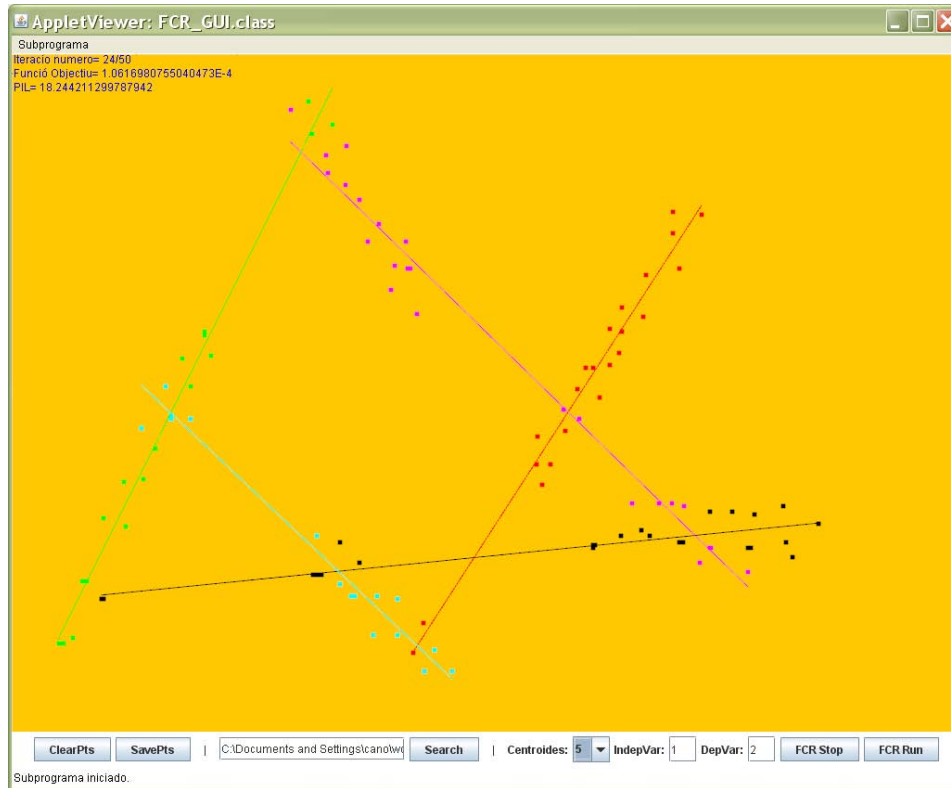 AppletViewer: FCR_GUI.class
Subprograma
Iteracio numero= 24/50
Funció Objectiu= 1.0616980755040473E-4
PIL= 18.244211299787942
ClearPts SavePts | C:\Documents and Settings\cano\wo Search | Centroides: 5 IndepVar: 1 DepVar: 2 FCR Stop FCR Run
Subprograma iniciado.